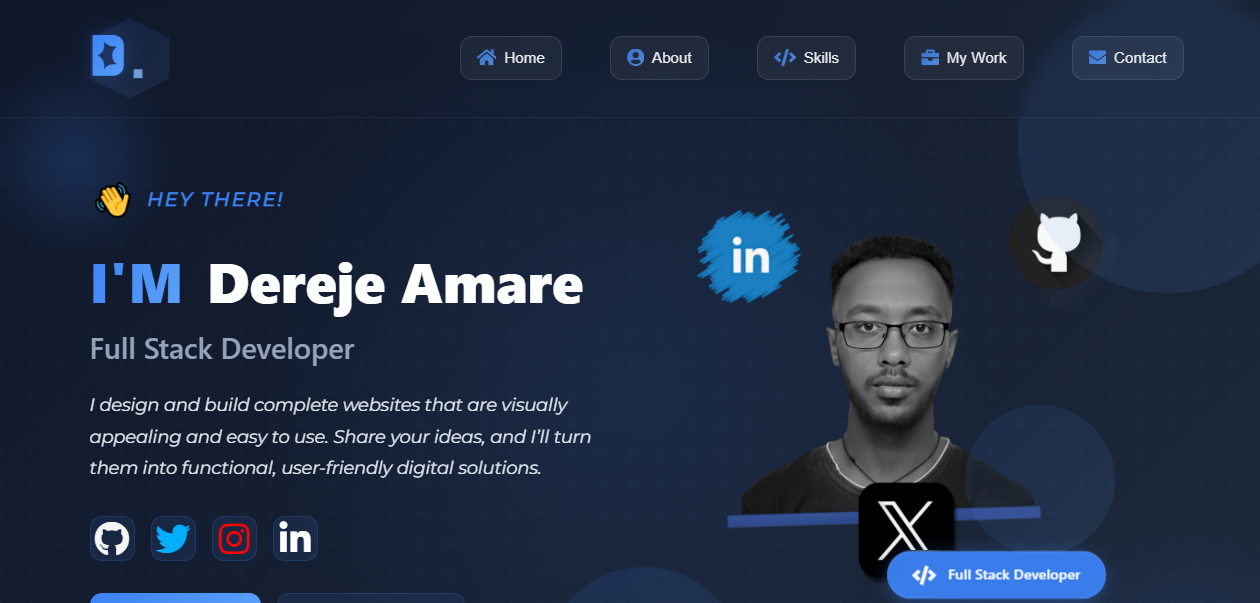 D.
Home
About
Skills
My Work
Contact
HEY THERE!
I'M Dereje Amare
Full Stack Developer
I design and build complete websites that are visually
appealing and easy to use. Share your ideas, and I’ll turn
them into functional, user-friendly digital solutions.
in
in
X
Full Stack Developer